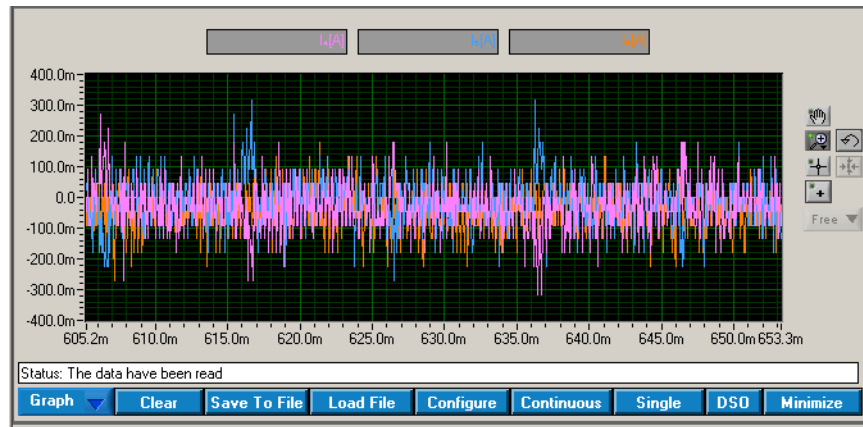 400.0m
300.0m
200.0m
100.0m
0.0
-100.0m
-200.0m
-300.0m
-400.0m
605.2m 610.0m 615.0m 620.0m 625.0m 630.0m 635.0m 640.0m 645.0m 650.0m 653.3m
Free
Status: The data have been read
Graph Clear Save To File Load File Configure Continuous Single DSO Minimize